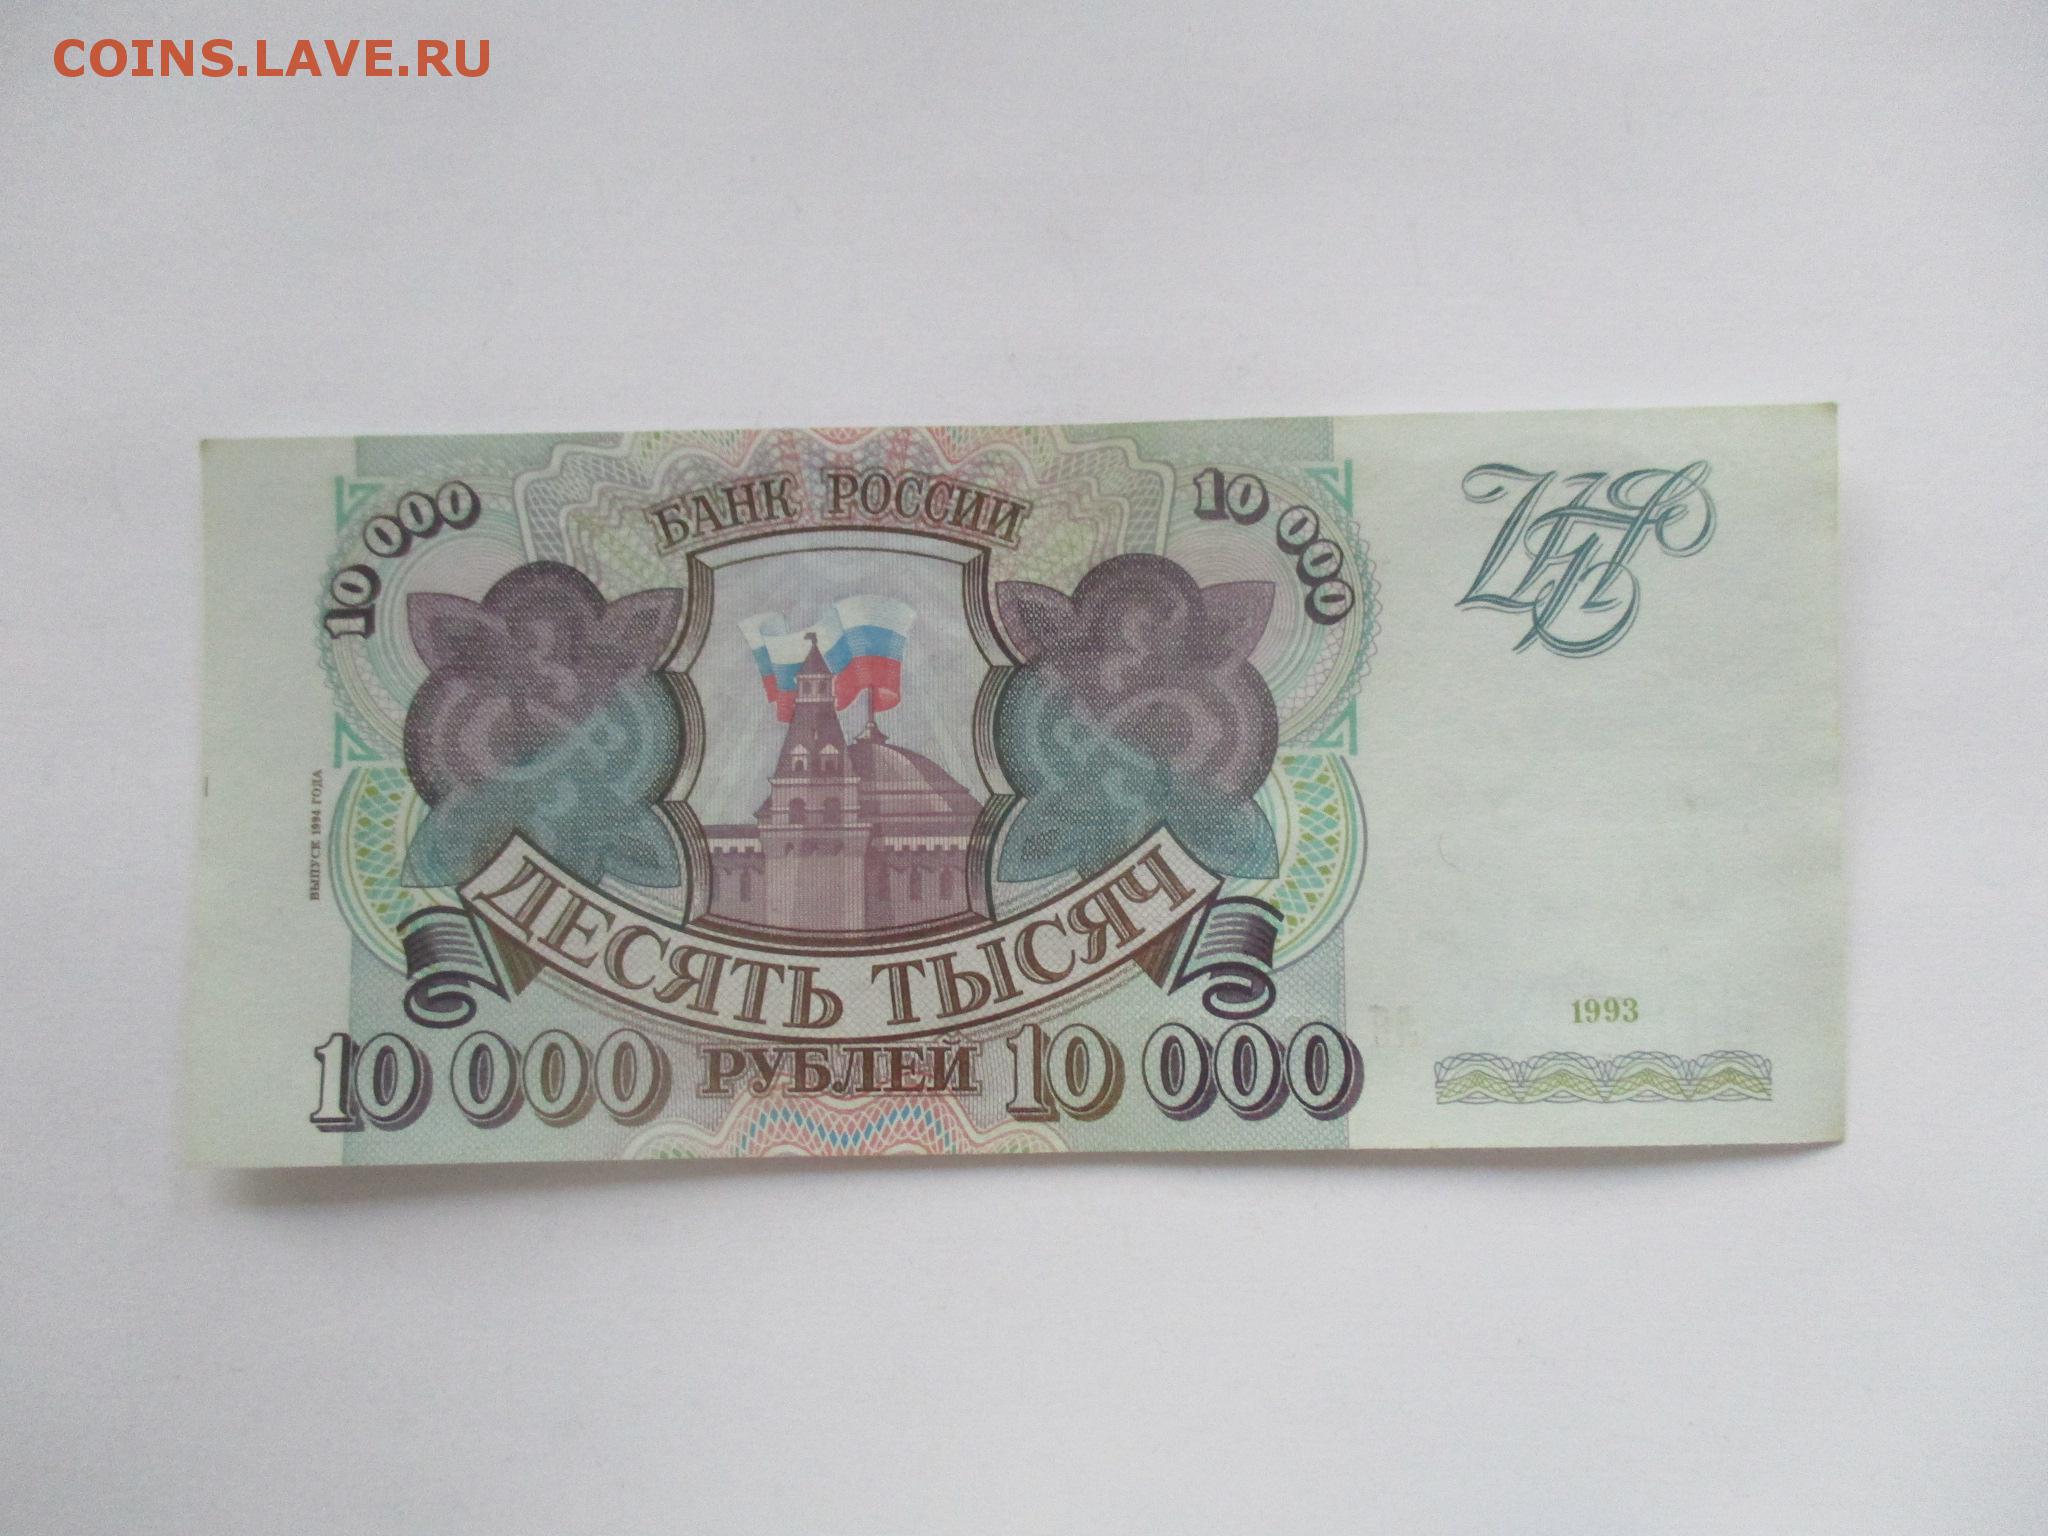 COINS.LAVE.RU
БАНК РОССИИ
10 000
10 000
ВЫПУСК 1994 ГОДА
ДЕСЯТЬ ТЫСЯЧ
1993
10 000 РУБЛЕЙ 10 000